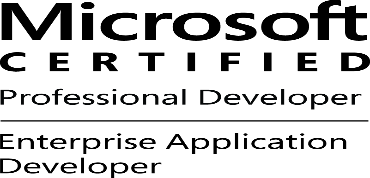 Microsoft
CERTIFIED
Professional Developer
Enterprise Application
Developer